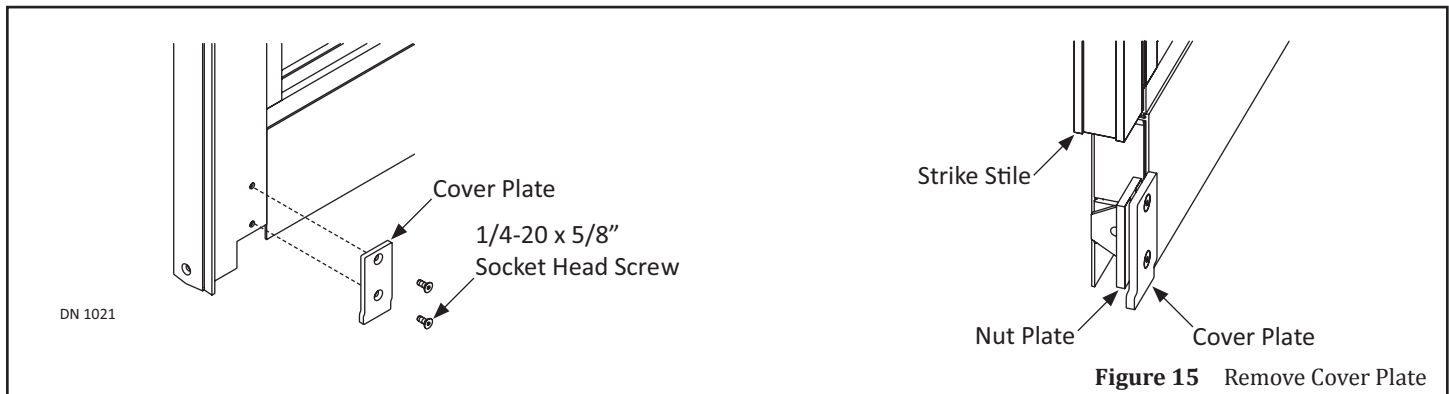 Cover Plate
1/4-20 x 5/8”
Socket Head Screw
DN 1021
Strike Stile
Nut Plate
Cover Plate
Figure 15 Remove Cover Plate